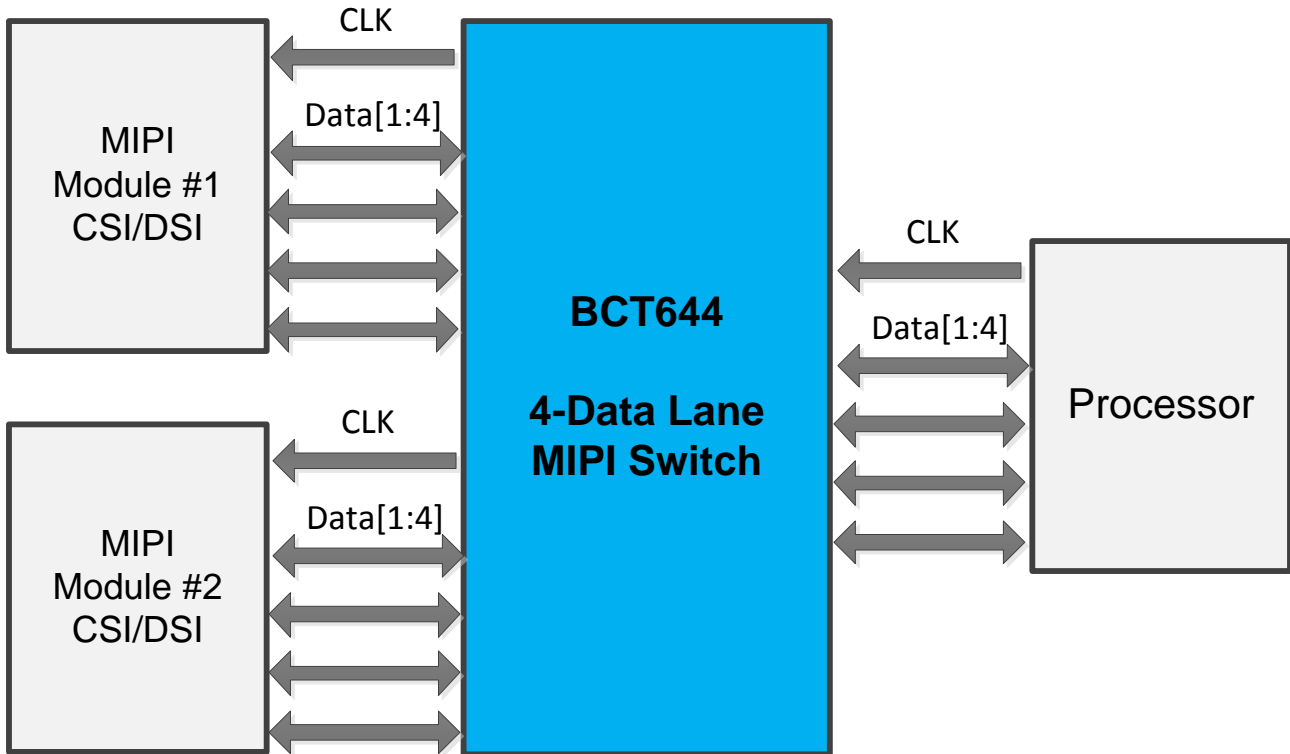 CLK
Data[1:4]
MIPI
Module #1
CSI/DSI
CLK
Data[1:4]
MIPI
Module #2
CSI/DSI
BCT644
4-Data Lane
MIPI Switch
CLK
Data[1:4]
Processor